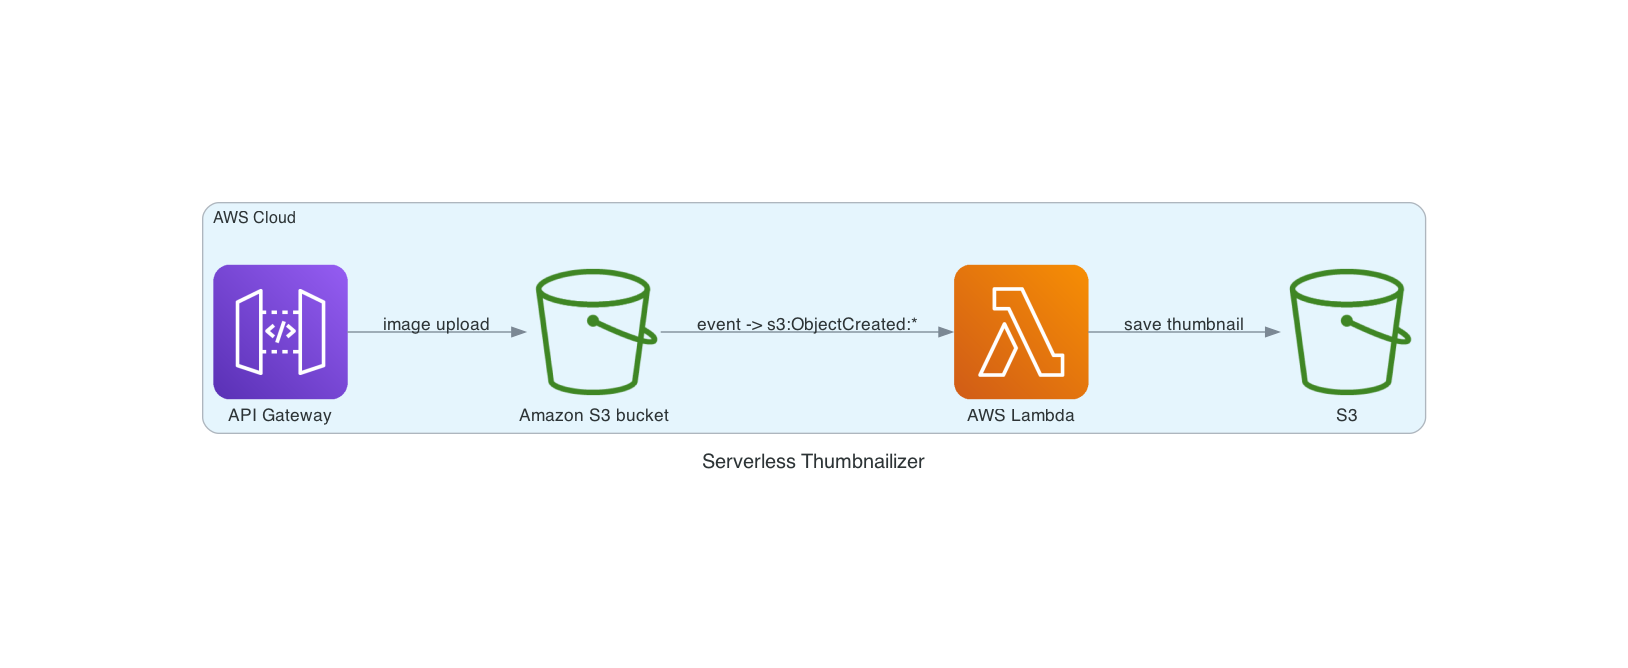 AWS Cloud
image upload
event -> s3:ObjectCreated:*
save thumbnail
</>
API Gateway
Amazon S3 bucket
AWS Lambda
S3
Serverless Thumbnailizer